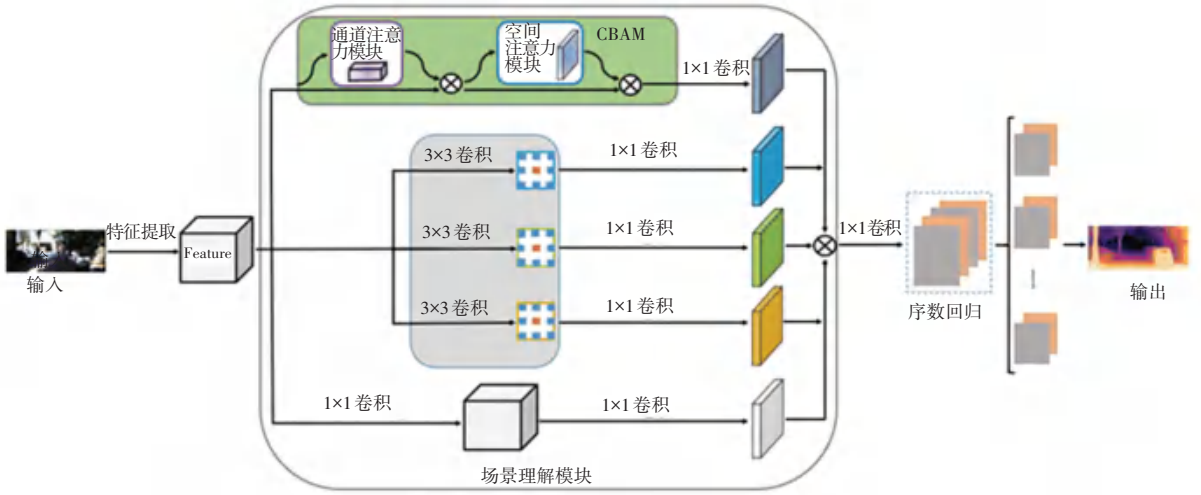 通道注意
力模块
空间
注意力
模块
CBAM
1×1 卷积
3×3 卷积
1×1 卷积
特征提取
Feature
3×3 卷积
1×1 卷积
1×1 卷积
输
输入
序数回归
输出
3×3 卷积
1×1 卷积
1×1 卷积
1×1 卷积
场景理解模块